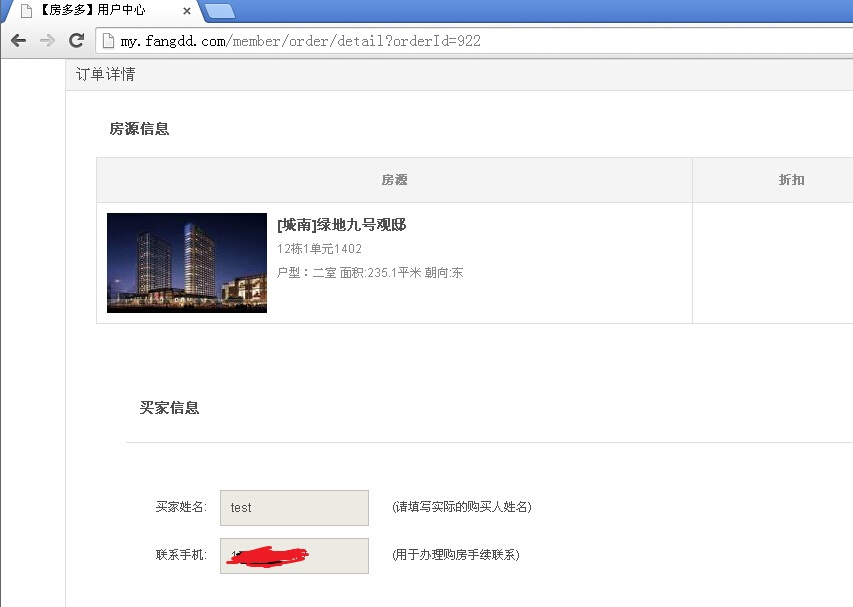 【房多多】用户中心
my.fangdd.com/member/order/detail?orderId=922
订单详情
房源信息
房源 折扣
[城南]绿地九号观邸
12栋1单元1402
户型：二室 面积:235.1平米 朝向:东
买家信息
买家姓名: test (请填写实际的购买人姓名)
联系手机: (用于办理购房手续联系)